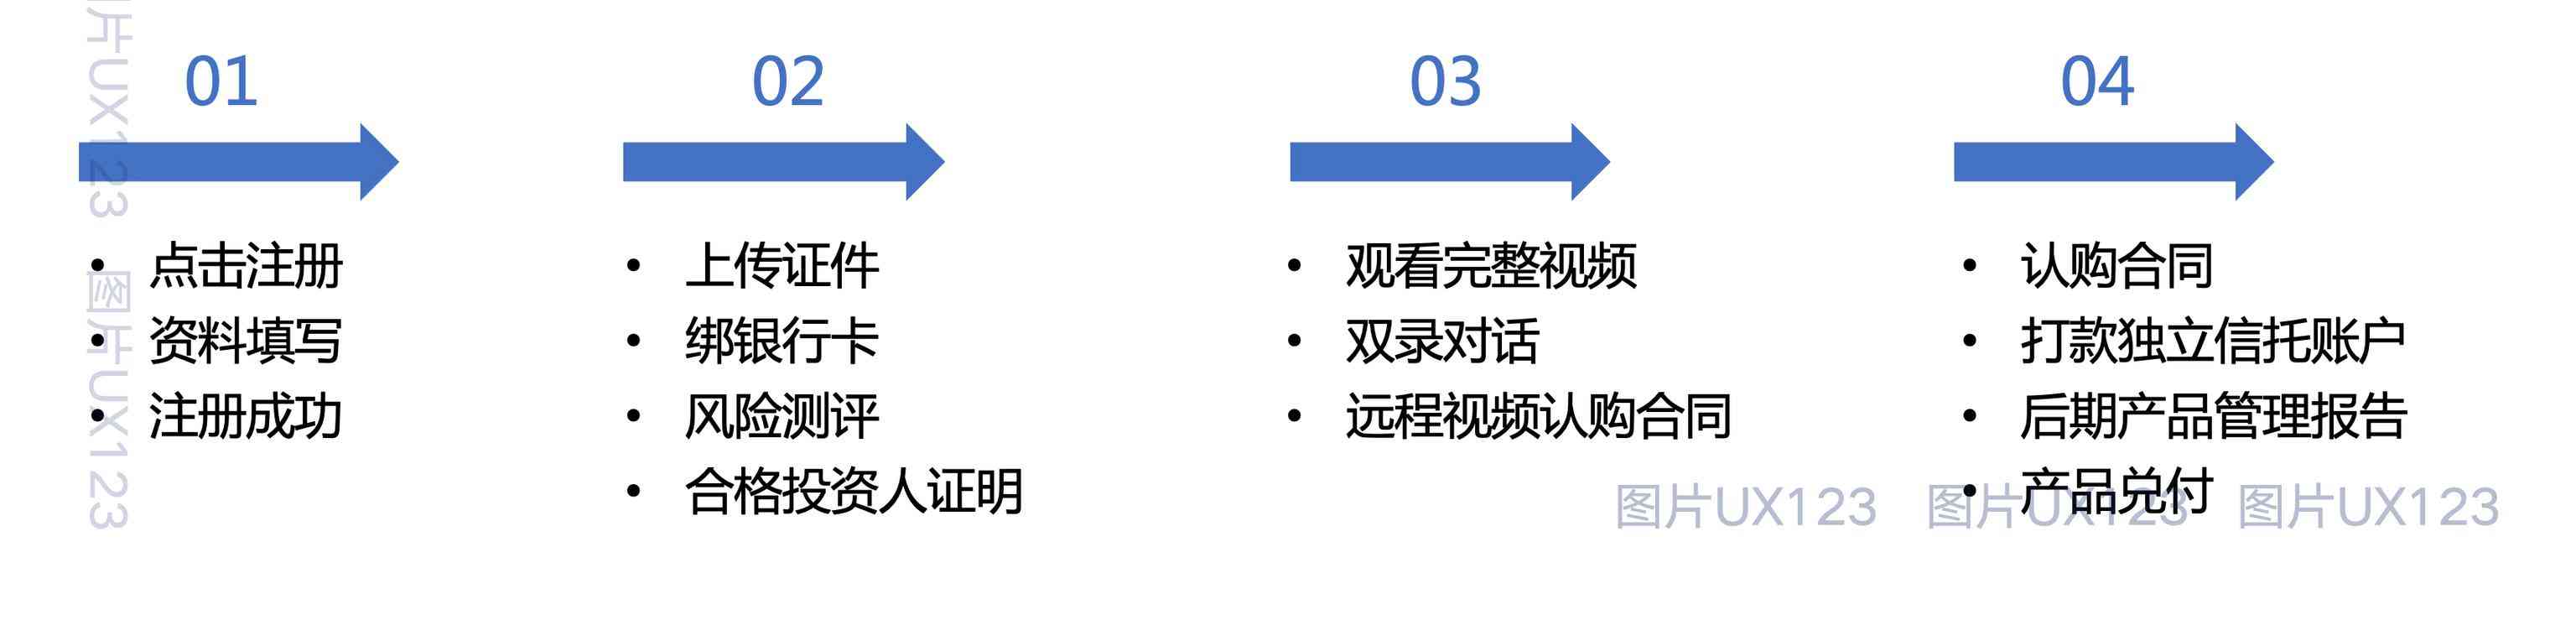 01
点击注册
资料填写
注册成功
02
上传证件
绑银行卡
风险测评
合格投资人证明
03
观看完整视频
双录对话
远程视频认购合同
04
认购合同
打款独立信托账户
后期产品管理报告
产品兑付
图片UX123 图片UX123
图片UX123 图片UX123 图片UX123